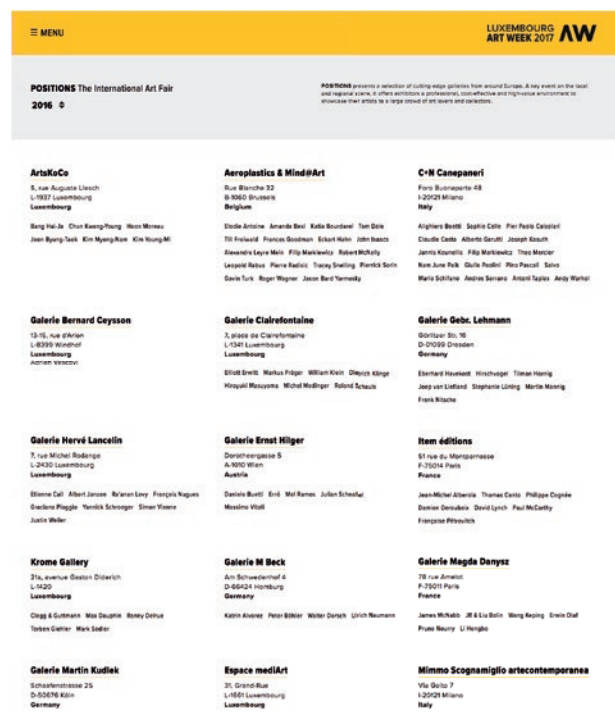 ☰ MENU
LUXEMBOURG
ART WEEK 2017 AW
POSITIONS The International Art Fair
2016
POSITIONS presents a selection of cutting-edge galleries from around Europe. A key event on the local
and regional scene, it offers exhibitors a professional, cost-effective and high-value environment to
showcase their artists to a large crowd of art lovers and collectors.
ArtsKoCo
5, rue Auguste Liesch
L-1937 Luxembourg
Luxembourg
Bang Hai-Ja Chun Kwang-Young Heon Moreau
Joon Byung-Taek Kim Myung-Nam Kim Young-Mi
Aeroplastics & Mind@Art
Rue Blanche 32
B-1060 Brussels
Belgium
Elodie Antoine Amande Besl Katia Bourdarel Tom Dale
Till Freiwald Frances Goodman Eckart Hahn John Isaacs
Alexandra Leyre Mein Filip Markiewicz Robert McNally
Leopold Rabus Pierre Radisic Tracey Snelling Pierrick Sorin
Gavin Turk Roger Wagner Jason Bard Yarmosky
C+N Canepaneri
Foro Buonaparte 48
I-20121 Milano
Italy
Alighiero Boetti Sophie Calle Pier Paolo Calzolari
Claudia Costa Alberto Garutti Joseph Kosuth
Jannis Kounellis Filip Markiewicz Theo Mercier
Nam June Paik Giulio Paolini Pino Pascali Salvo
Mario Schifano Andres Serrano Antoni Taples Andy Warhol
Galerie Bernard Ceysson
13-15, rue d'Arlon
L-8399 Windhof
Luxembourg
Adrien Vescovi
Galerie Clairefontaine
7, place de Clairefontaine
L-1341 Luxembourg
Luxembourg
Elliott Erwitt Markus Präger William Klein Dietrich Klinge
Hiroyuki Masuyama Michel Medinger Roland Schauls
Galerie Gebr. Lehmann
Görlitzer Str. 16
D-01099 Dresden
Germany
Eberhard Havekost Hirschvogel Tilman Hornig
Joep van Liefland Stephanie Lüning Martin Mannig
Frank Nitsche
Galerie Hervé Lancelin
7, rue Michel Rodange
L-2430 Luxembourg
Luxembourg
Etienne Cail Albert Janzen Ra'anan Levy François Nugues
Graciana Piaggio Yannick Schroeger Simon Vicenne
Justin Weiler
Galerie Ernst Hilger
Dorotheergasse 5
A-1010 Wien
Austria
Daniele Buetti Erró Mel Ramos Julian Schnabel
Massimo Vitali
Item éditions
51 rue du Montparnasse
F-75014 Paris
France
Jean-Michel Alberola Thomas Canto Philippe Cognée
Damien Deroubaix David Lynch Paul McCarthy
Françoise Pétrovitch
Krome Gallery
21a, avenue Gaston Diderich
L-1420
Luxembourg
Clegg & Guttmann Max Dauphin Ronny Delrue
Torben Giehler Mark Sadler
Galerie M Beck
Am Schwedenhof 4
D-66424 Homburg
Germany
Katrin Alvarez Peter Böhler Walter Dorsch Ulrich Naumann
Galerie Magda Danysz
78 rue Amelot
F-75011 Paris
France
James McNabb JR & Liu Bolin Wang Keping Erwin Olaf
Prune Nourry Li Hongbo
Galerie Martin Kudlek
Schaafenstrasse 25
D-50676 Köln
Germany
Espace mediArt
31, Grand-Rue
L-1661 Luxembourg
Luxembourg
Mimmo Scognamiglio artecontemporanea
Via Goito 7
I-20121 Milano
Italy